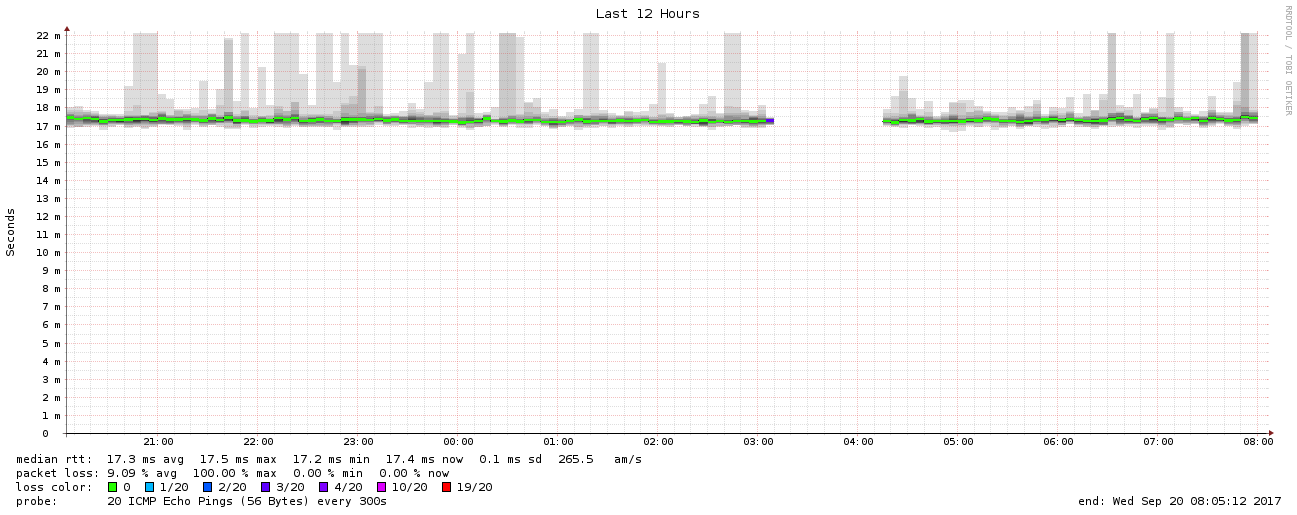 Last 12 Hours
RRDTOOL / TOBI OETIKER
22 m
21 m
20 m
19 m
18 m
17 m
16 m
15 m
14 m
13 m
12 m
11 m
10 m
9 m
8 m
7 m
6 m
5 m
4 m
3 m
2 m
1 m
0
Seconds
21:00 22:00 23:00 00:00 01:00 02:00 03:00 04:00 05:00 06:00 07:00 08:00
median rtt: 17.3 ms avg 17.5 ms max 17.2 ms min 17.4 ms now 0.1 ms sd 265.5 am/s
packet loss: 9.09 % avg 100.00 % max 0.00 % min 0.00 % now
loss color: 0 1/20 2/20 3/20 4/20 10/20 19/20
probe: 20 ICMP Echo Pings (56 Bytes) every 300s end: Wed Sep 20 08:05:12 2017